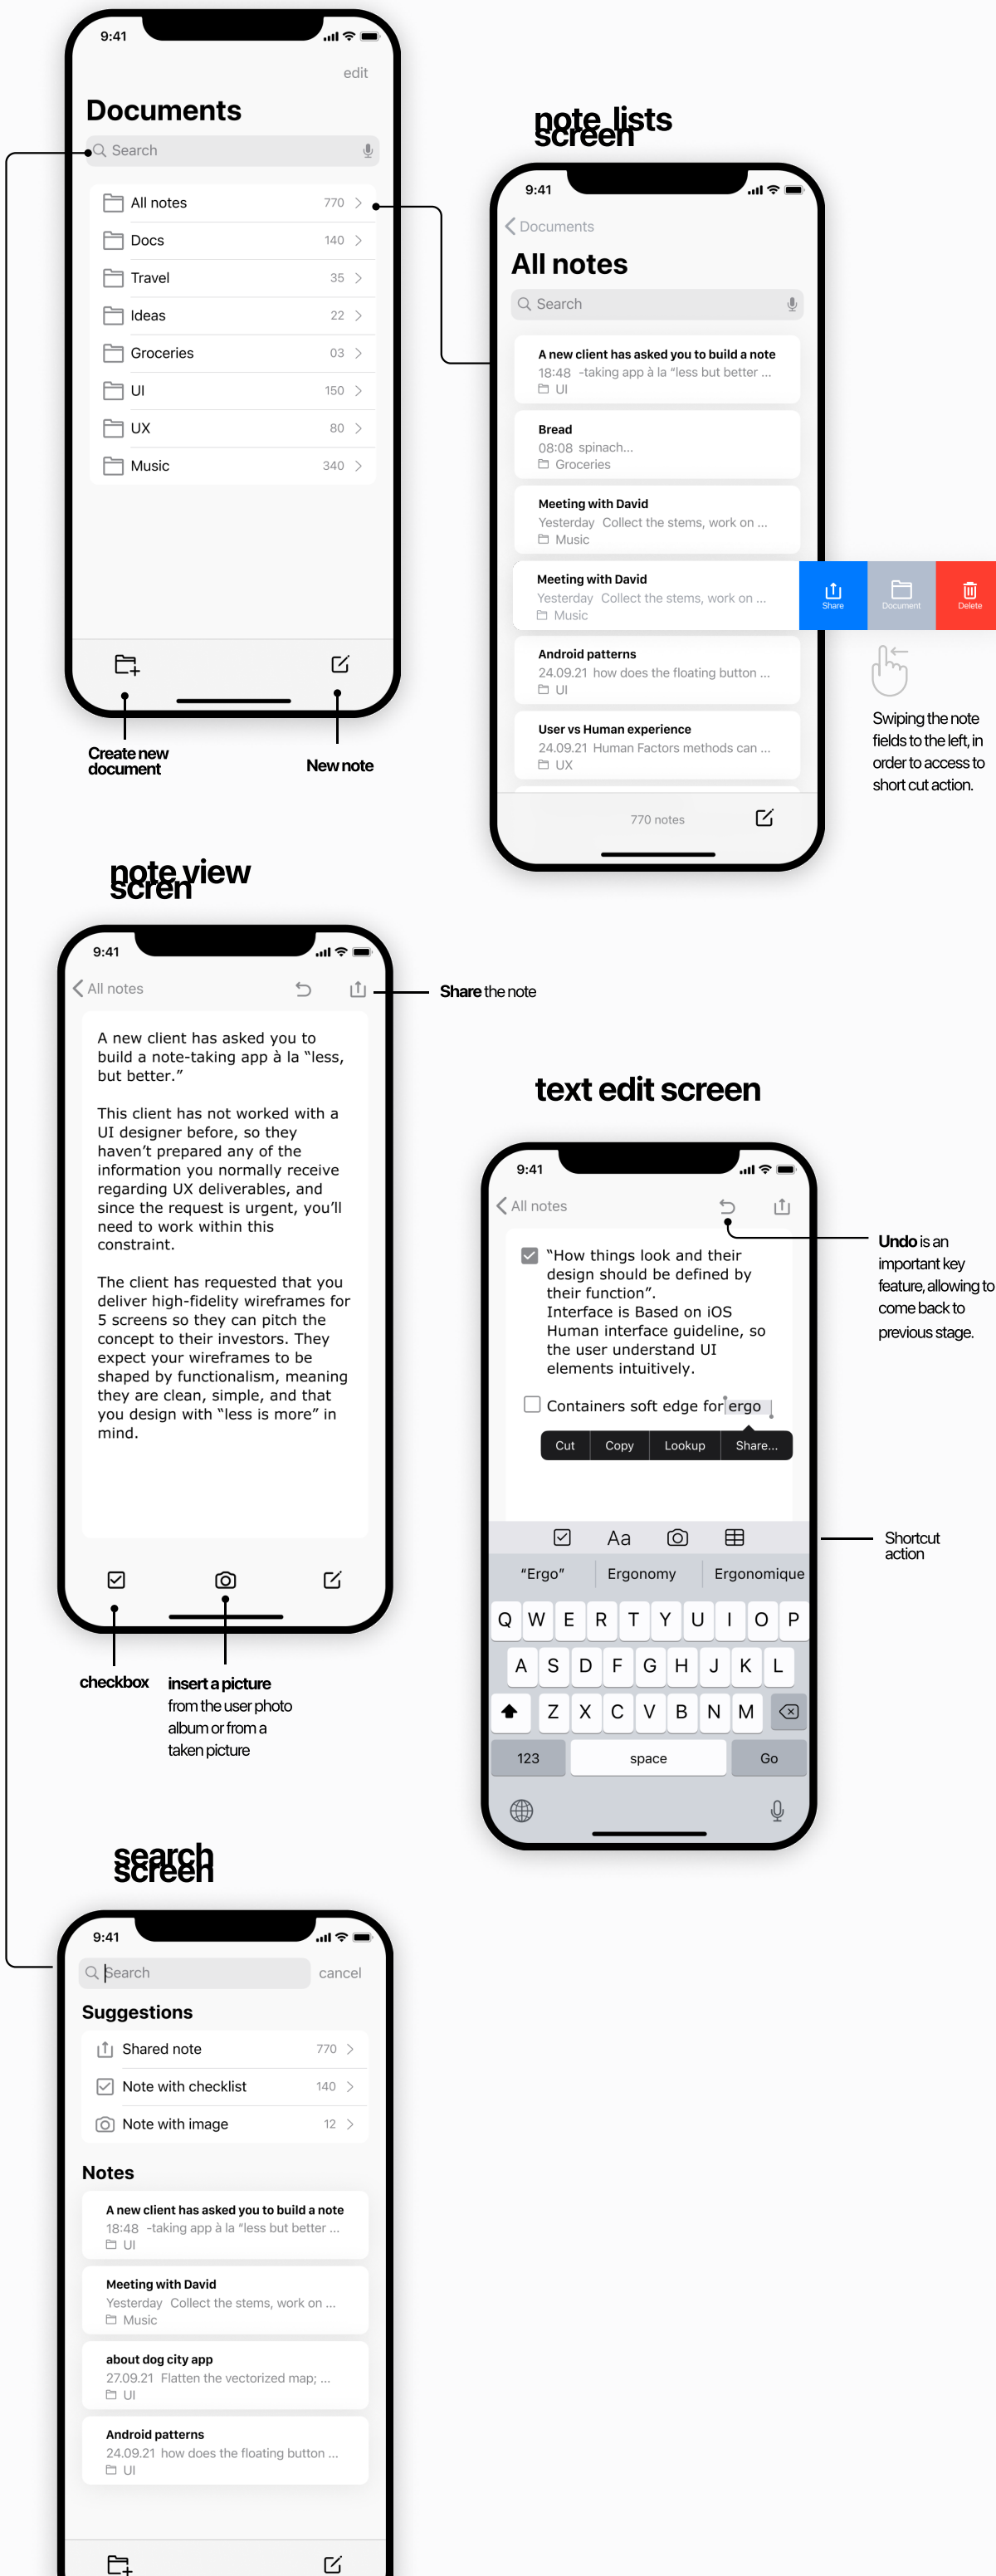 9:41
edit
Documents
Search
All notes 770
Docs 140
Travel 35
Ideas 22
Groceries 03
UI 150
UX 80
Music 340
Create new
document
New note
note lists
screen
9:41
Documents
All notes
Search
A new client has asked you to build a note
18:48 -taking app à la “less but better ...
UI
Bread
08:08 spinach...
Groceries
Meeting with David
Yesterday Collect the stems, work on ...
Music
Meeting with David
Yesterday Collect the stems, work on ...
Music
Share
Document
Delete
Android patterns
24.09.21 how does the floating button ...
UI
User vs Human experience
24.09.21 Human Factors methods can ...
UX
770 notes
Swiping the note
fields to the left, in
order to access to
short cut action.
note view
scren
9:41
All notes
Share the note
A new client has asked you to
build a note-taking app à la “less,
but better.”
This client has not worked with a
UI designer before, so they
haven’t prepared any of the
information you normally receive
regarding UX deliverables, and
since the request is urgent, you’ll
need to work within this
constraint.
The client has requested that you
deliver high-fidelity wireframes for
5 screens so they can pitch the
concept to their investors. They
expect your wireframes to be
shaped by functionalism, meaning
they are clean, simple, and that
you design with “less is more” in
mind.
checkbox
insert a picture
from the user photo
album or from a
taken picture
text edit screen
9:41
All notes
Undo is an
important key
feature, allowing to
come back to
previous stage.
“How things look and their
design should be defined by
their function”.
Interface is Based on iOS
Human interface guideline, so
the user understand UI
elements intuitively.
Containers soft edge for ergo
Cut Copy Lookup Share...
Aa
Shortcut
action
“Ergo” Ergonomy Ergonomique
Q W E R T Y U I O P
A S D F G H J K L
Z X C V B N M
123 space Go
search
screen
9:41
Search cancel
Suggestions
Shared note 770
Note with checklist 140
Note with image 12
Notes
A new client has asked you to build a note
18:48 -taking app à la “less but better ...
UI
Meeting with David
Yesterday Collect the stems, work on ...
Music
about dog city app
27.09.21 Flatten the vectorized map; ...
UI
Android patterns
24.09.21 how does the floating button ...
UI